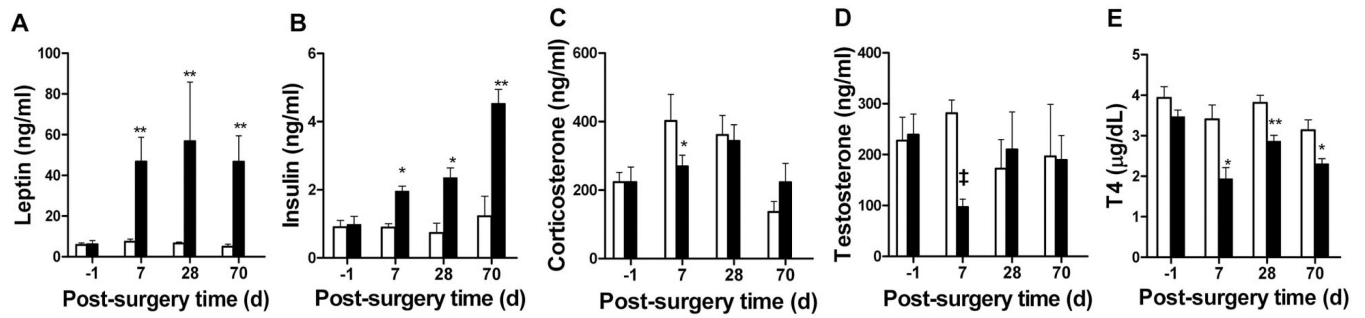 A
Leptin (ng/ml)
100
80
60
40
20
0
**
**
**
-1 7 28 70
Post-surgery time (d)
B
Insulin (ng/ml)
6
4
2
0
*
*
**
-1 7 28 70
Post-surgery time (d)
C
Corticosterone (ng/ml)
600
400
200
0
*
-1 7 28 70
Post-surgery time (d)
D
Testosterone (ng/ml)
400
300
200
100
0
‡
-1 7 28 70
Post-surgery time (d)
E
T4 (µg/dL)
5
4
3
2
1
0
*
**
*
-1 7 28 70
Post-surgery time (d)